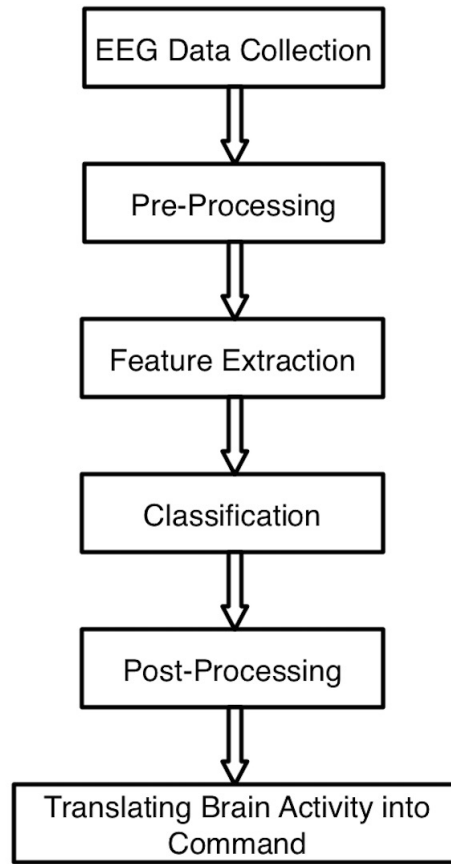 EEG Data Collection
Pre-Processing
Feature Extraction
Classification
Post-Processing
Translating Brain Activity into
Command